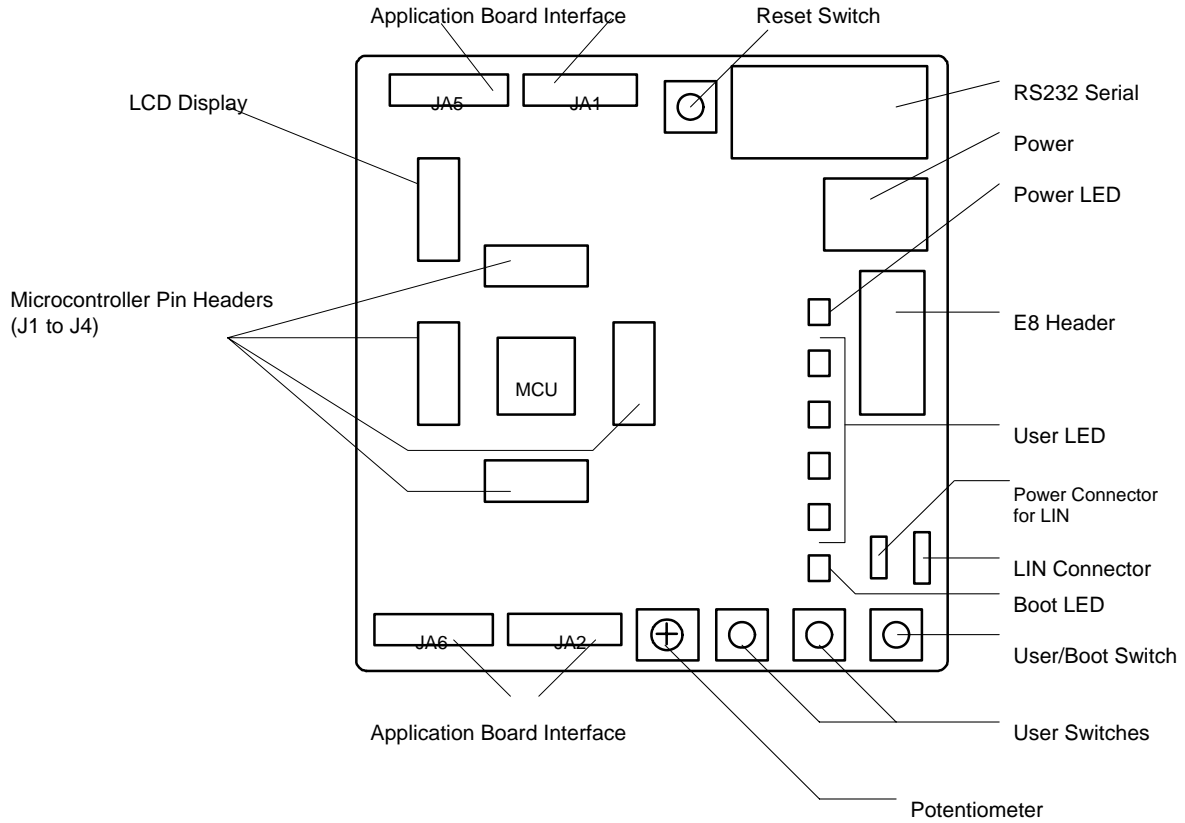 Application Board Interface
Reset Switch
JA5
JA1
RS232 Serial
LCD Display
Power
Power LED
Microcontroller Pin Headers
(J1 to J4)
E8 Header
MCU
User LED
Power Connector
for LIN
LIN Connector
Boot LED
JA6
JA2
User/Boot Switch
Application Board Interface
User Switches
Potentiometer